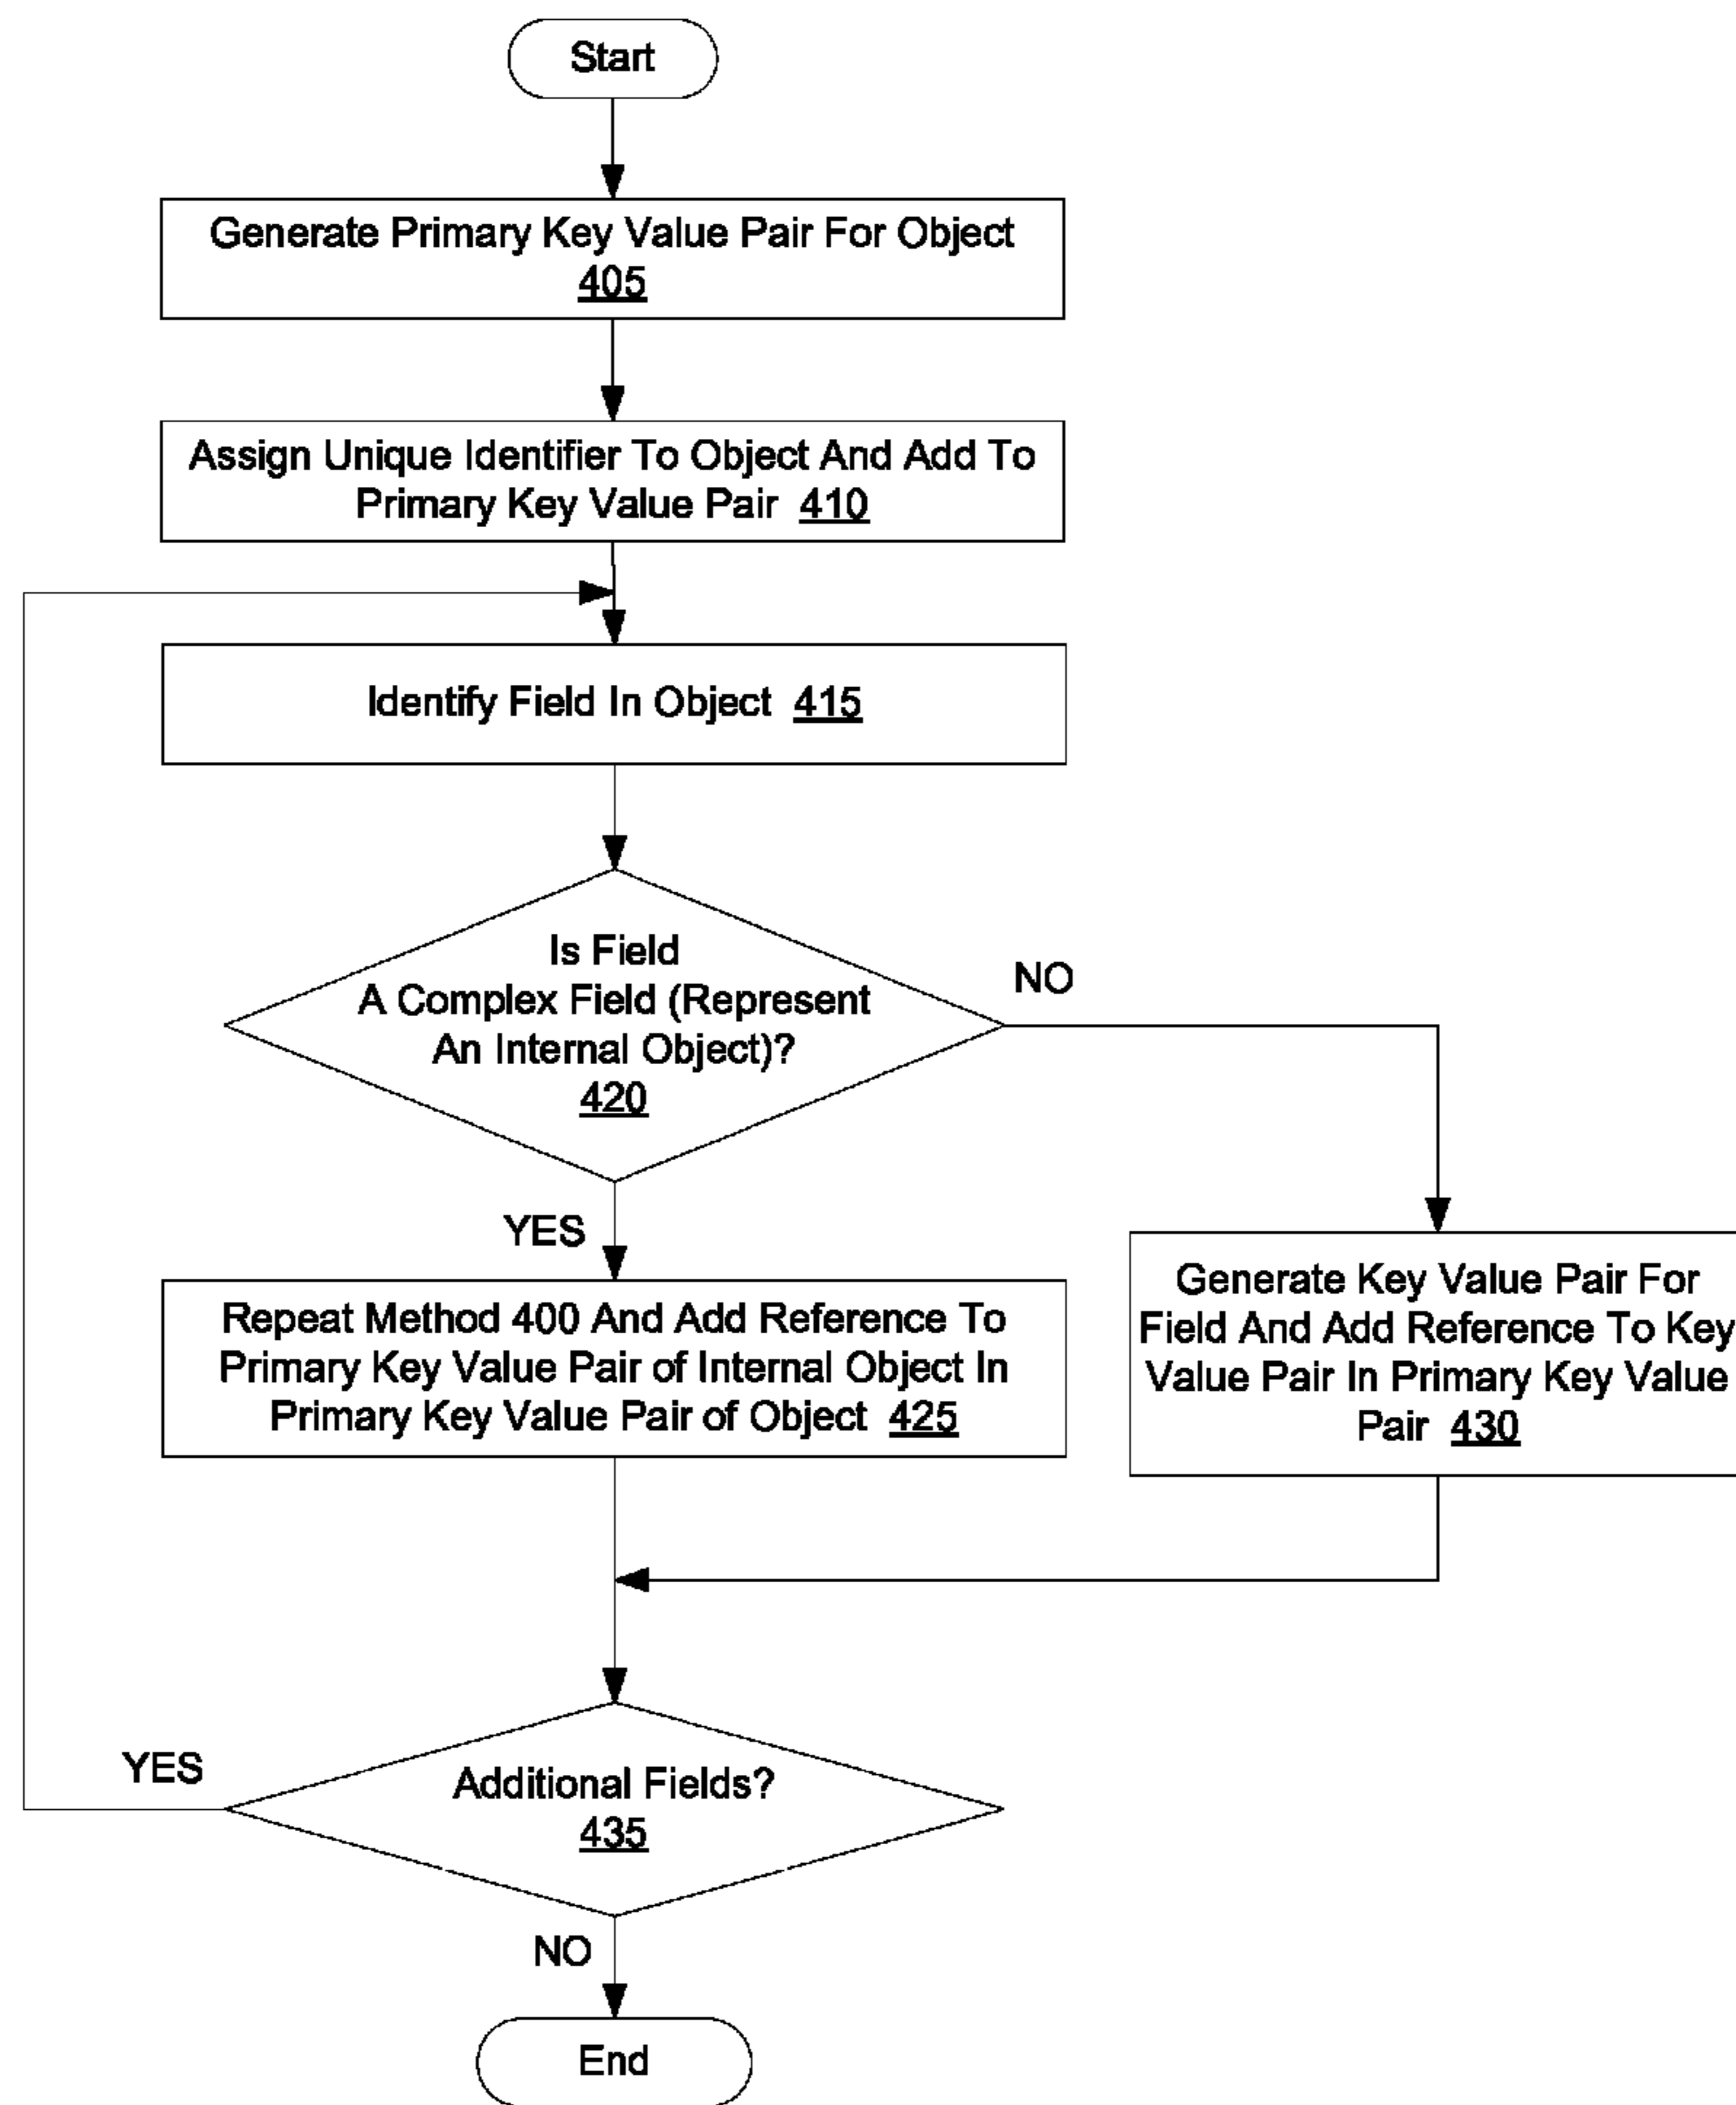 Start
Generate Primary Key Value Pair For Object
405
Assign Unique Identifier To Object And Add To
Primary Key Value Pair 410
Identify Field In Object 415
Is Field
A Complex Field (Represent
An Internal Object)?
420
NO
YES
Repeat Method 400 And Add Reference To
Primary Key Value Pair of Internal Object In
Primary Key Value Pair of Object 425
Generate Key Value Pair For
Field And Add Reference To Key
Value Pair In Primary Key Value
Pair 430
YES
Additional Fields?
435
NO
End